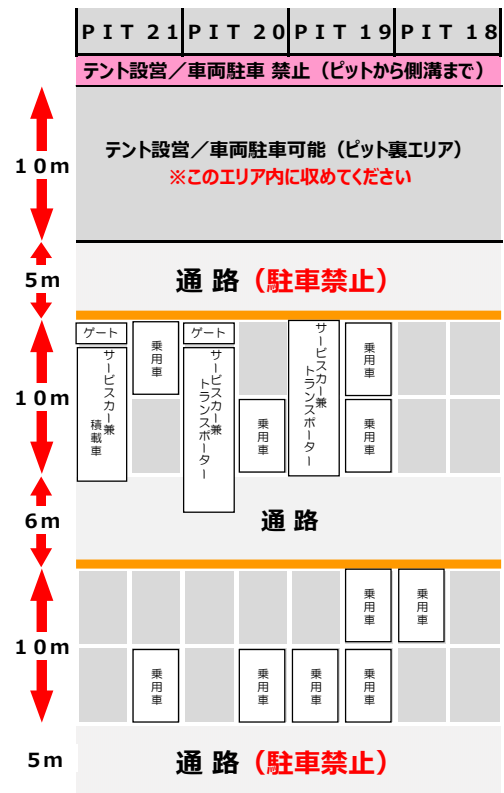 ＰＩＴ ２１ ＰＩＴ ２０ ＰＩＴ １９ ＰＩＴ １８
テント設営／車両駐車 禁止（ピットから側溝まで）
１０ｍ
テント設営／車両駐車可能（ピット裏エリア）
※このエリア内に収めてください
５ｍ
通 路（駐車禁止）
１０ｍ
ゲート
サービスカー兼
積載車
乗用車
ゲート
サービスカー兼
トランスポーター
乗用車
サービスカー兼
トランスポーター
乗用車
乗用車
６ｍ
通 路
１０ｍ
乗用車
乗用車
乗用車
乗用車
乗用車
乗用車
５ｍ
通 路（駐車禁止）